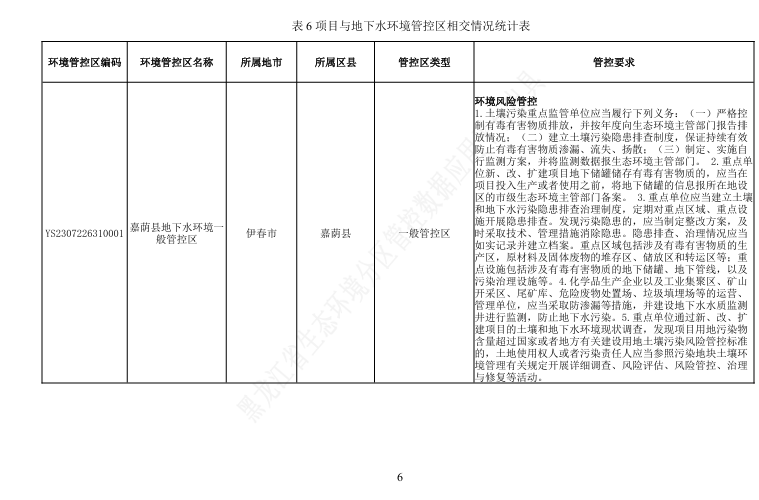 表 6 项目与地下水环境管控区相交情况统计表
环境管控区编码 环境管控区名称 所属地市 所属区县 管控区类型 管控要求
YS2307226310001
嘉荫县地下水环境一
般管控区
伊春市
嘉荫县
一般管控区
环境风险管控
1.土壤污染重点监管单位应当履行下列义务：（一）严格控
制有毒有害物质排放，并按年度向生态环境主管部门报告排
放情况；（二）建立土壤污染隐患排查制度，保证持续有效
防止有毒有害物质渗漏、流失、扬散；（三）制定、实施自
行监测方案，并将监测数据报生态环境主管部门。 2.重点单
位新、改、扩建项目地下储罐储存有毒有害物质的，应当在
项目投入生产或者使用之前，将地下储罐的信息报所在地设
区的市级生态环境主管部门备案。 3.重点单位应当建立土壤
和地下水污染隐患排查治理制度，定期对重点区域、重点设
施开展隐患排查。发现污染隐患的，应当制定整改方案，及
时采取技术、管理措施消除隐患。隐患排查、治理情况应当
如实记录并建立档案。重点区域包括涉及有毒有害物质的生
产区，原材料及固体废物的堆存区、储放区和转运区等；重
点设施包括涉及有毒有害物质的地下储罐、地下管线，以及
污染治理设施等。4.化学品生产企业以及工业集聚区、矿山
开采区、尾矿库、危险废物处置场、垃圾填埋场等的运营、
管理单位，应当采取防渗漏等措施，并建设地下水水质监测
井进行监测，防止地下水污染。5.重点单位通过新、改、扩
建项目的土壤和地下水环境现状调查，发现项目用地污染物
含量超过国家或者地方有关建设用地土壤污染风险管控标准
的，土地使用权人或者污染责任人应当参照污染地块土壤环
境管理有关规定开展详细调查、风险评估、风险管控、治理
与修复等活动。
6